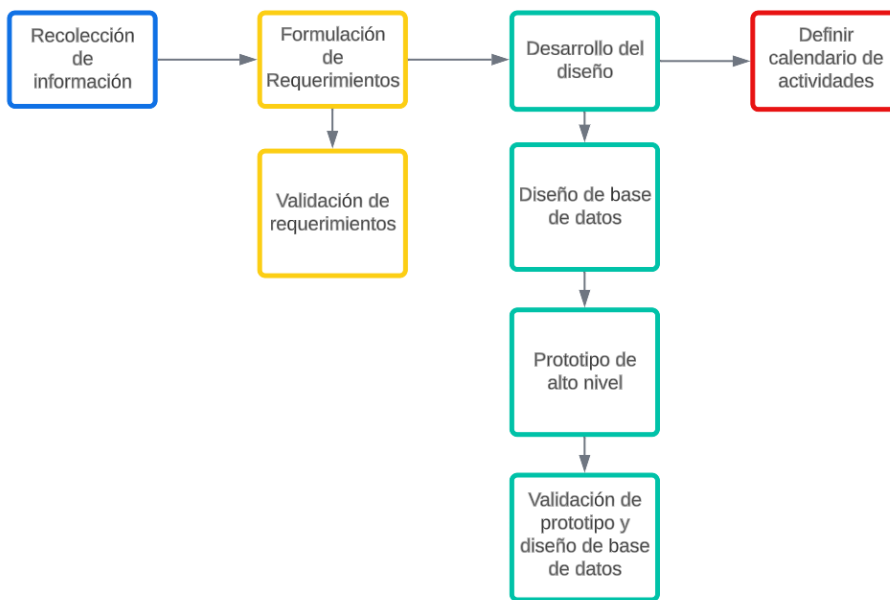 Recolección
de
información
Formulación
de
Requerimientos
Desarrollo del
diseño
Definir
calendario de
actividades
Validación de
requerimientos
Diseño de base
de datos
Prototipo de
alto nivel
Validación de
prototipo y
diseño de base
de datos